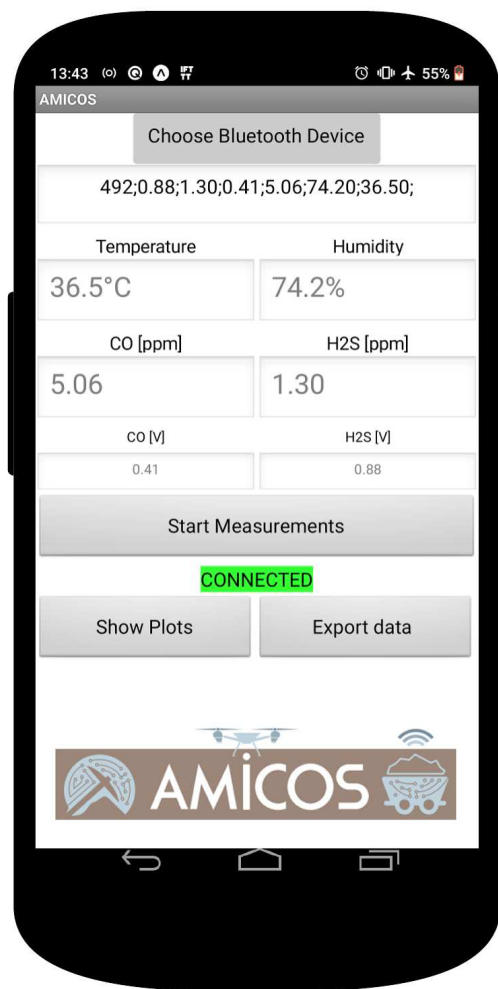 13:43 IFTT 55%
AMICOS
Choose Bluetooth Device
492;0.88;1.30;0.41;5.06;74.20;36.50;
Temperature Humidity
36.5°C 74.2%
CO [ppm] H2S [ppm]
5.06 1.30
CO [V] H2S [V]
0.41 0.88
Start Measurements
CONNECTED
Show Plots Export data
AMiCOS